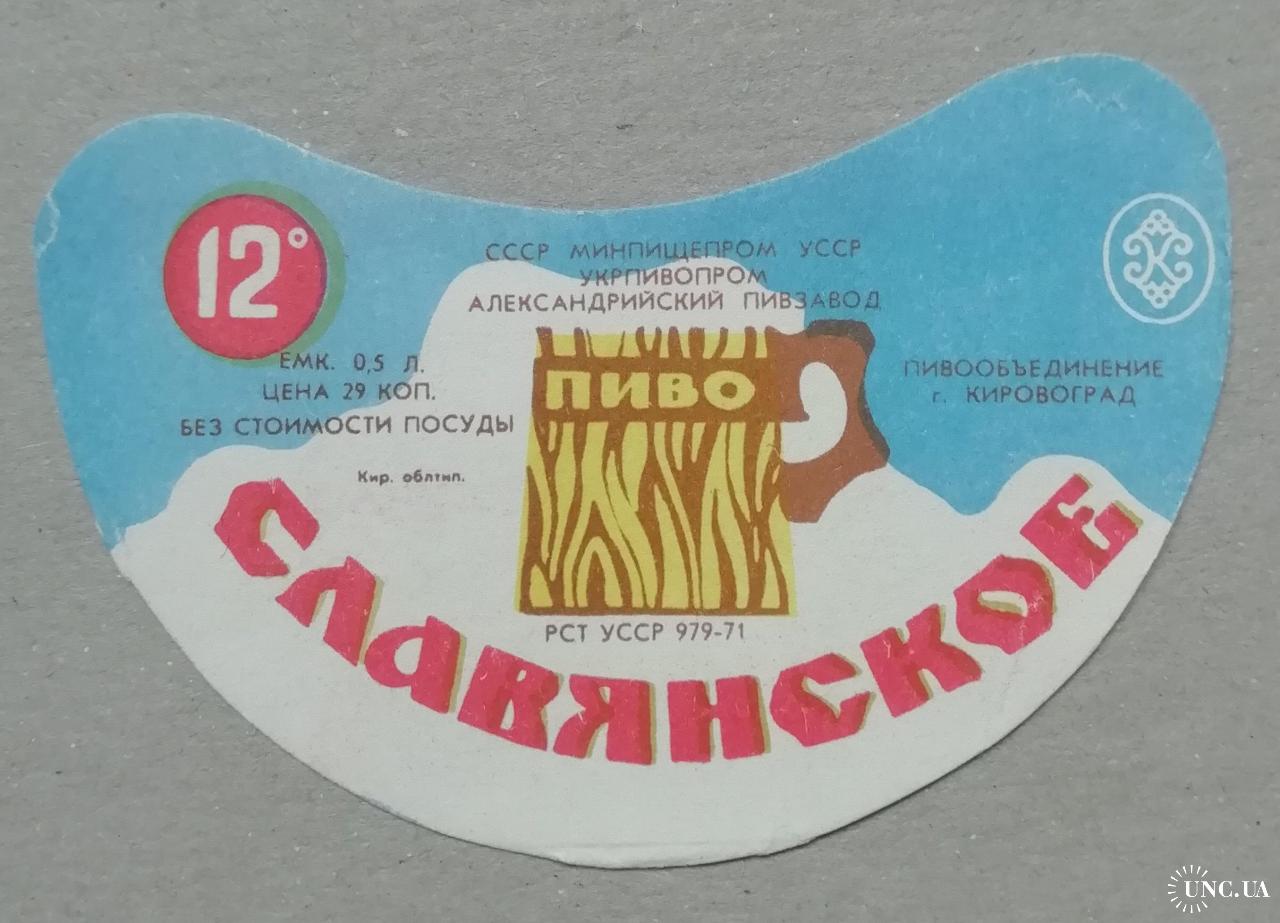 12°
СССР МИНПИЩЕПРОМ УССР
УКРПИВОПРОМ
АЛЕКСАНДРИЙСКИЙ ПИВЗАВОД
ЕМК. 0,5 Л.
ЦЕНА 29 КОП.
БЕЗ СТОИМОСТИ ПОСУДЫ
Кир. облтип.
ПИВО
К
ПИВООБЪЕДИНЕНИЕ
г. КИРОВОГРАД
РСТ УССР 979-71
СЛАВЯНСКОЕ
UNC.UA